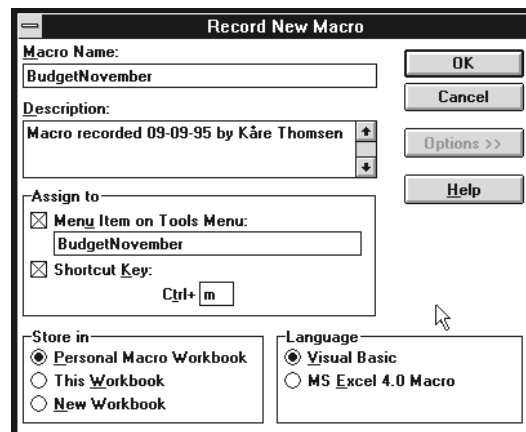 Record New Macro
Macro Name:
BudgetNovember
Description:
Macro recorded 09-09-95 by Kåre Thomsen
OK
Cancel
Options >>
Help
Assign to
Menu Item on Tools Menu:
BudgetNovember
Shortcut Key:
Ctrl+ m
Store in
Personal Macro Workbook
This Workbook
New Workbook
Language
Visual Basic
MS Excel 4.0 Macro